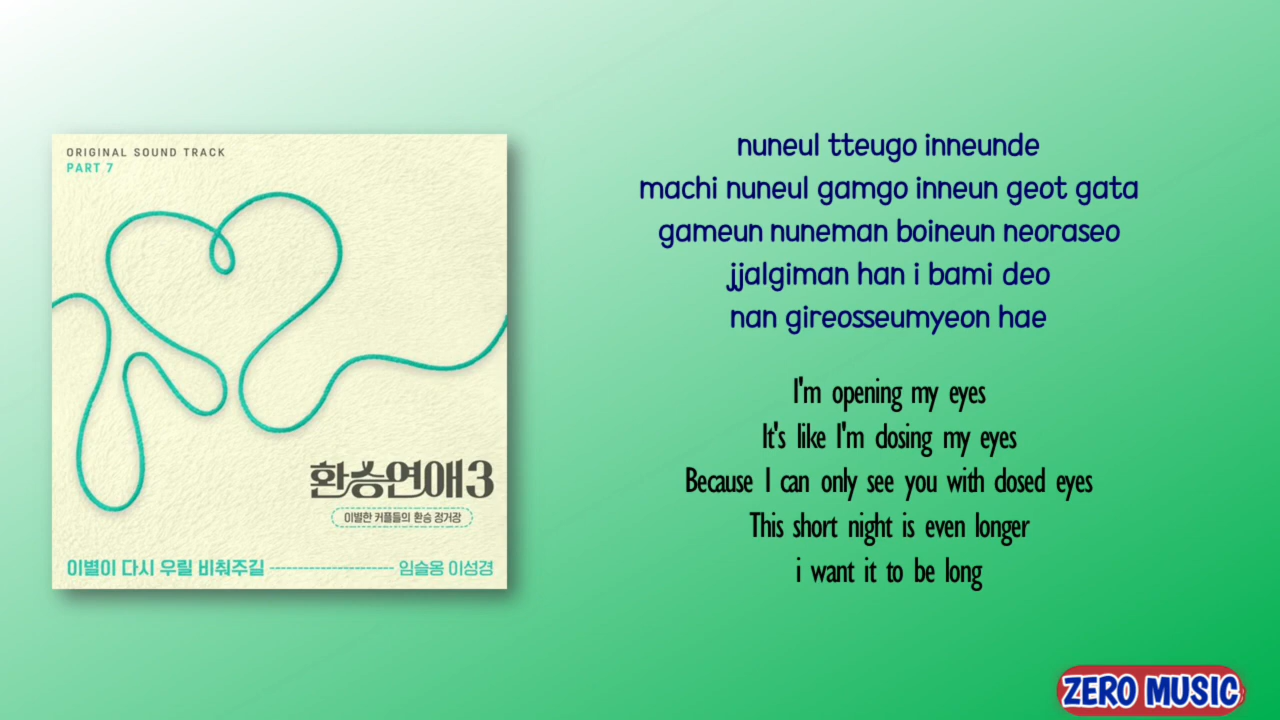 ORIGINAL SOUND TRACK
PART 7
환승연애3
이별한 커플들의 환승 정거장
이별이 다시 우릴 비춰주길 ---------------------- 임슬옹 이성경
nuneul tteugo inneunde
machi nuneul gamgo inneun geot gata
gameun nuneman boineun neoraseo
jjalgiman han i bami deo
nan gireosseumyeon hae
I'm opening my eyes
It's like I'm closing my eyes
Because I can only see you with closed eyes
This short night is even longer
i want it to be long
ZERO MUSIC